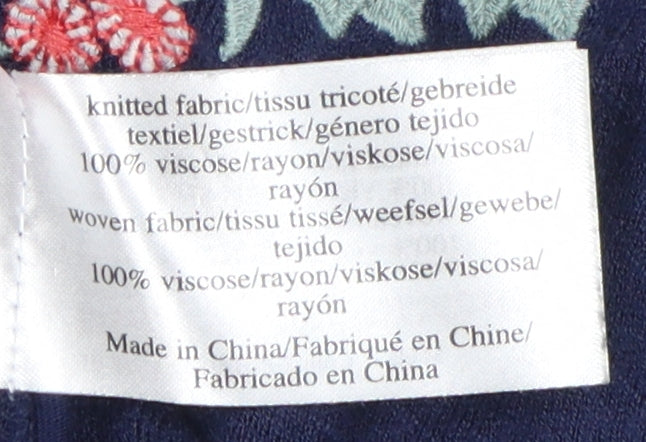 knitted fabric/tissu tricoté/gebreide
textiel/gestrick/género tejido
100% viscose/rayon/viskose/viscosa/
rayón
woven fabric/tissu tissé/weefsel/gewebe/
tejido
100% viscose/rayon/viskose/viscosa/
rayón
Made in China/Fabriqué en Chine/
Fabricado en China